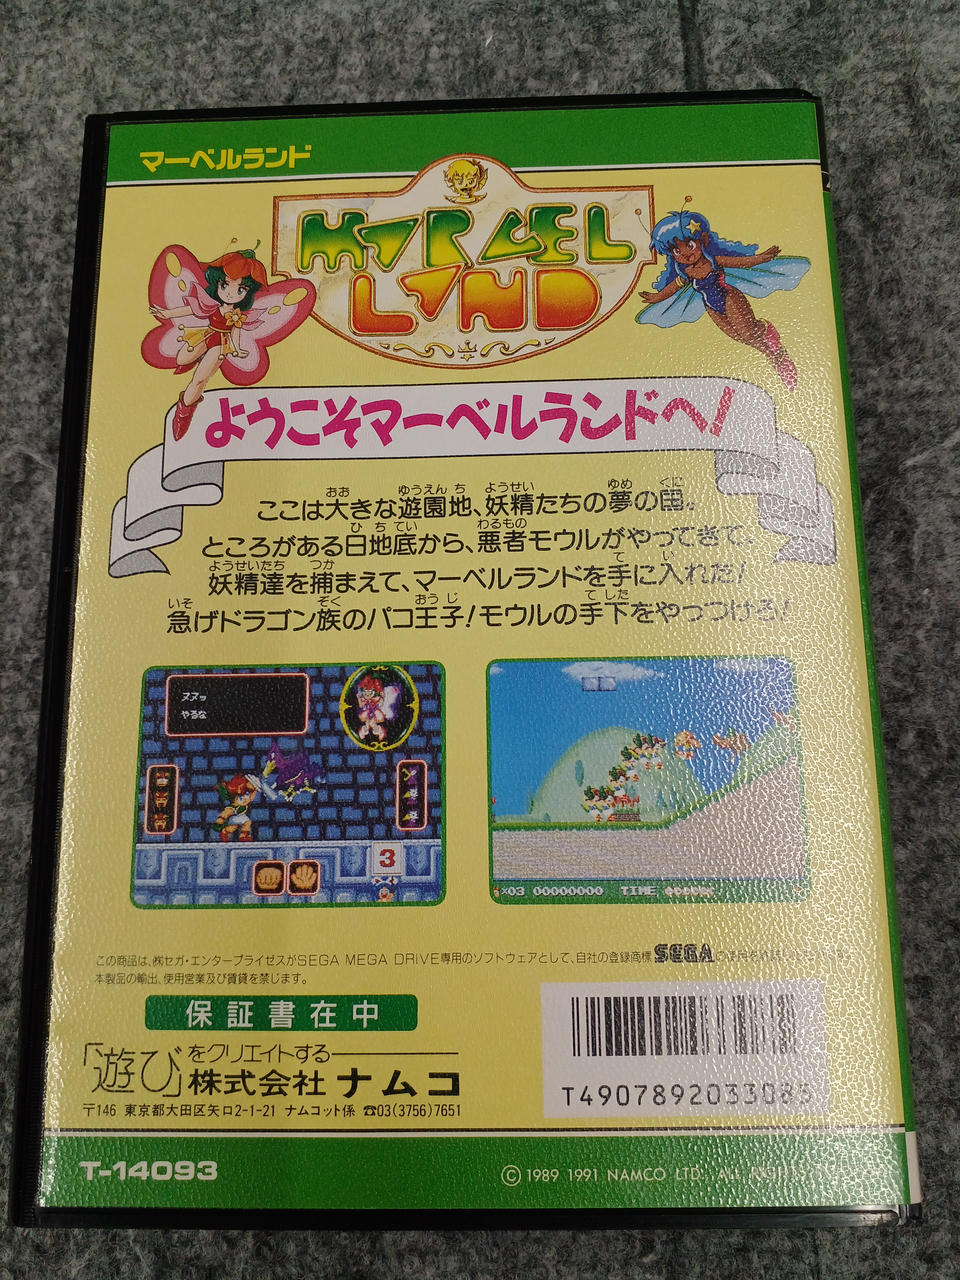 マーベルランド
MARVEL
LAND
ようこそマーベルランドへ!
ここは大きな遊園地、妖精たちの夢の国。
ところがある日地底から、悪者モウルがやってきて、
妖精達を捕まえて、マーベルランドを手に入れた!
急げドラゴン族のパコ王子!モウルの手下をやっつけろ!
ヌヌッ
やるな
3
×03 00000000 TIME
この商品は、㈱セガ・エンタープライゼスがSEGA MEGA DRIVE専用のソフトウェアとして、自社の登録商標SEGAの使用を
本製品の輸出、使用営業及び賃貸を禁じます。
保証書在中
「遊び」をクリエイトする
株式会社ナムコ
〒146 東京都大田区矢口2-1-21 ナムコット係 ☎03(3756)7651
T4907892033085
T-14093
©1989 1991 NAMCO LTD., ALL RIGHTS